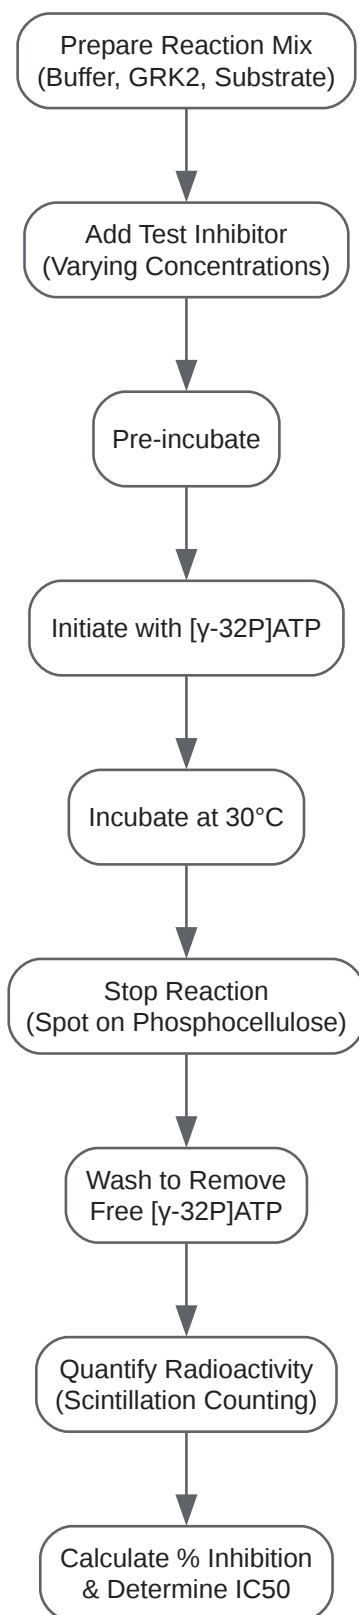 Prepare Reaction Mix
(Buffer, GRK2, Substrate)
Add Test Inhibitor
(Varying Concentrations)
Pre-incubate
Initiate with [γ-32P]ATP
Incubate at 30°C
Stop Reaction
(Spot on Phosphocellulose)
Wash to Remove
Free [γ-32P]ATP
Quantify Radioactivity
(Scintillation Counting)
Calculate % Inhibition
& Determine IC50